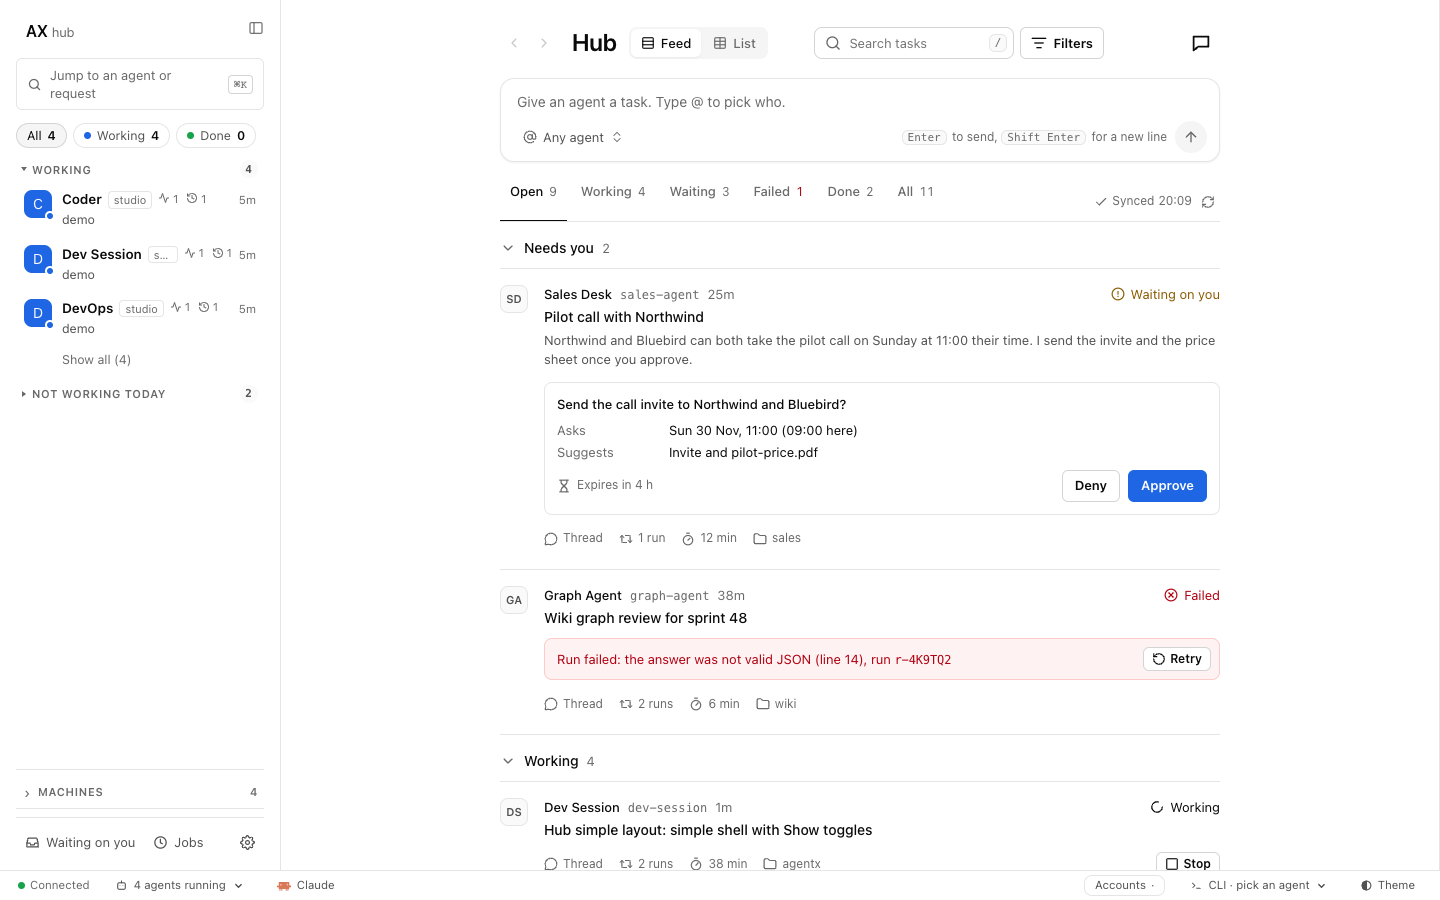 AX hub
Jump to an agent or request
⌘K
All 4
Working 4
Done 0
WORKING 4
Coder studio 1 1 5m
demo
Dev Session s... 1 1 5m
demo
DevOps studio 1 1 5m
demo
Show all (4)
NOT WORKING TODAY 2
MACHINES 4
Waiting on you
Jobs
Hub
Feed
List
Search tasks /
Filters
Give an agent a task. Type @ to pick who.
@ Any agent
Enter to send, Shift Enter for a new line
Open 9
Working 4
Waiting 3
Failed 1
Done 2
All 11
Synced 20:09
Needs you 2
SD
Sales Desk sales-agent 25m
Waiting on you
Pilot call with Northwind
Northwind and Bluebird can both take the pilot call on Sunday at 11:00 their time. I send the invite and the price
sheet once you approve.
Send the call invite to Northwind and Bluebird?
Asks Sun 30 Nov, 11:00 (09:00 here)
Suggests Invite and pilot-price.pdf
Expires in 4 h
Deny
Approve
Thread 1 run 12 min sales
GA
Graph Agent graph-agent 38m
Failed
Wiki graph review for sprint 48
Run failed: the answer was not valid JSON (line 14), run r-4K9TQ2
Retry
Thread 2 runs 6 min wiki
Working 4
DS
Dev Session dev-session 1m
Working
Hub simple layout: simple shell with Show toggles
Thread 2 runs 38 min agentx
Stop
Connected
4 agents running
Claude
Accounts ·
CLI · pick an agent
Theme